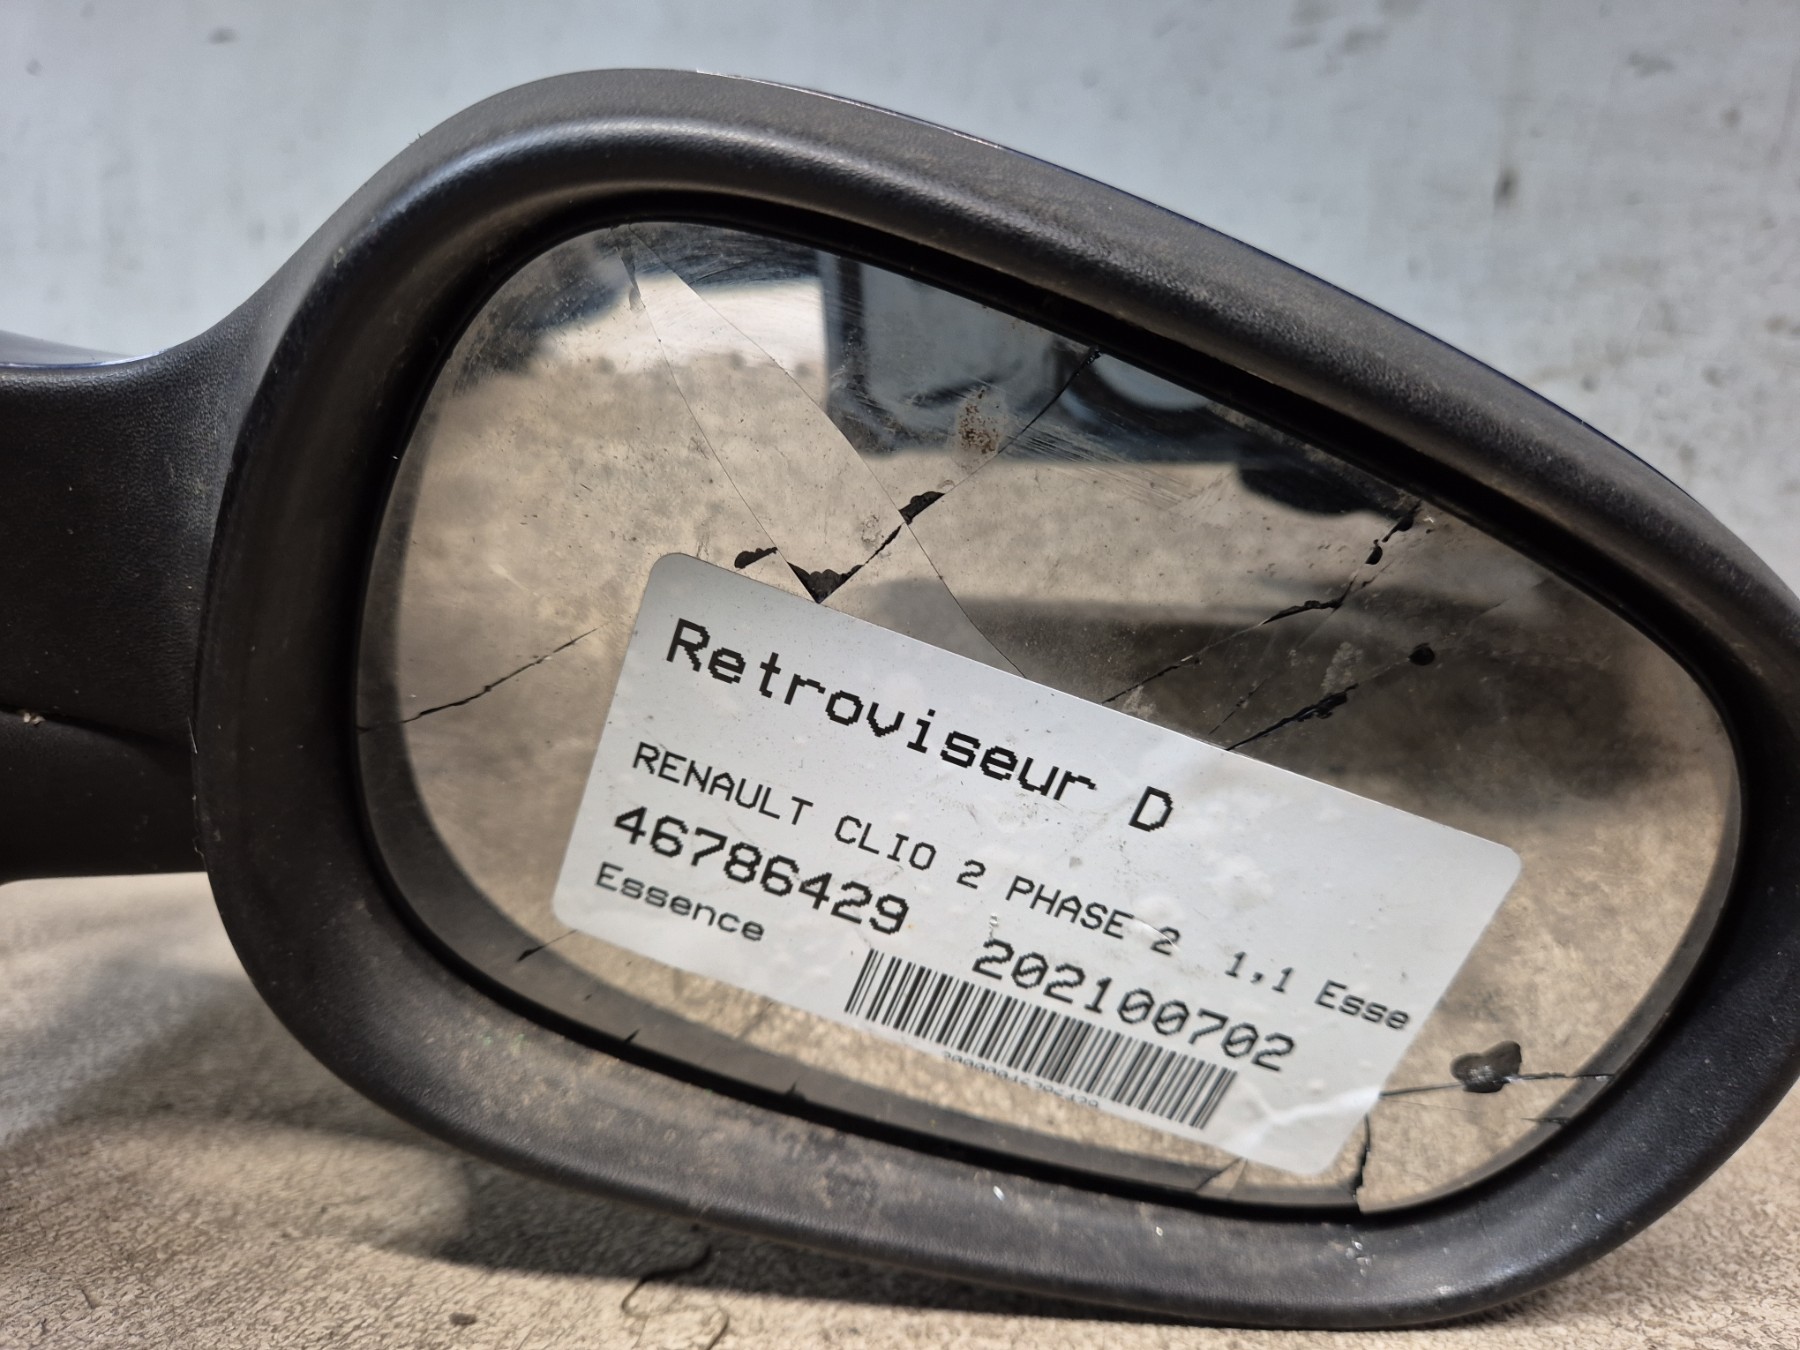 Retroviseur D
RENAULT CLIO 2 PHASE 2 1,1 Esse
46786429 202100702
Essence